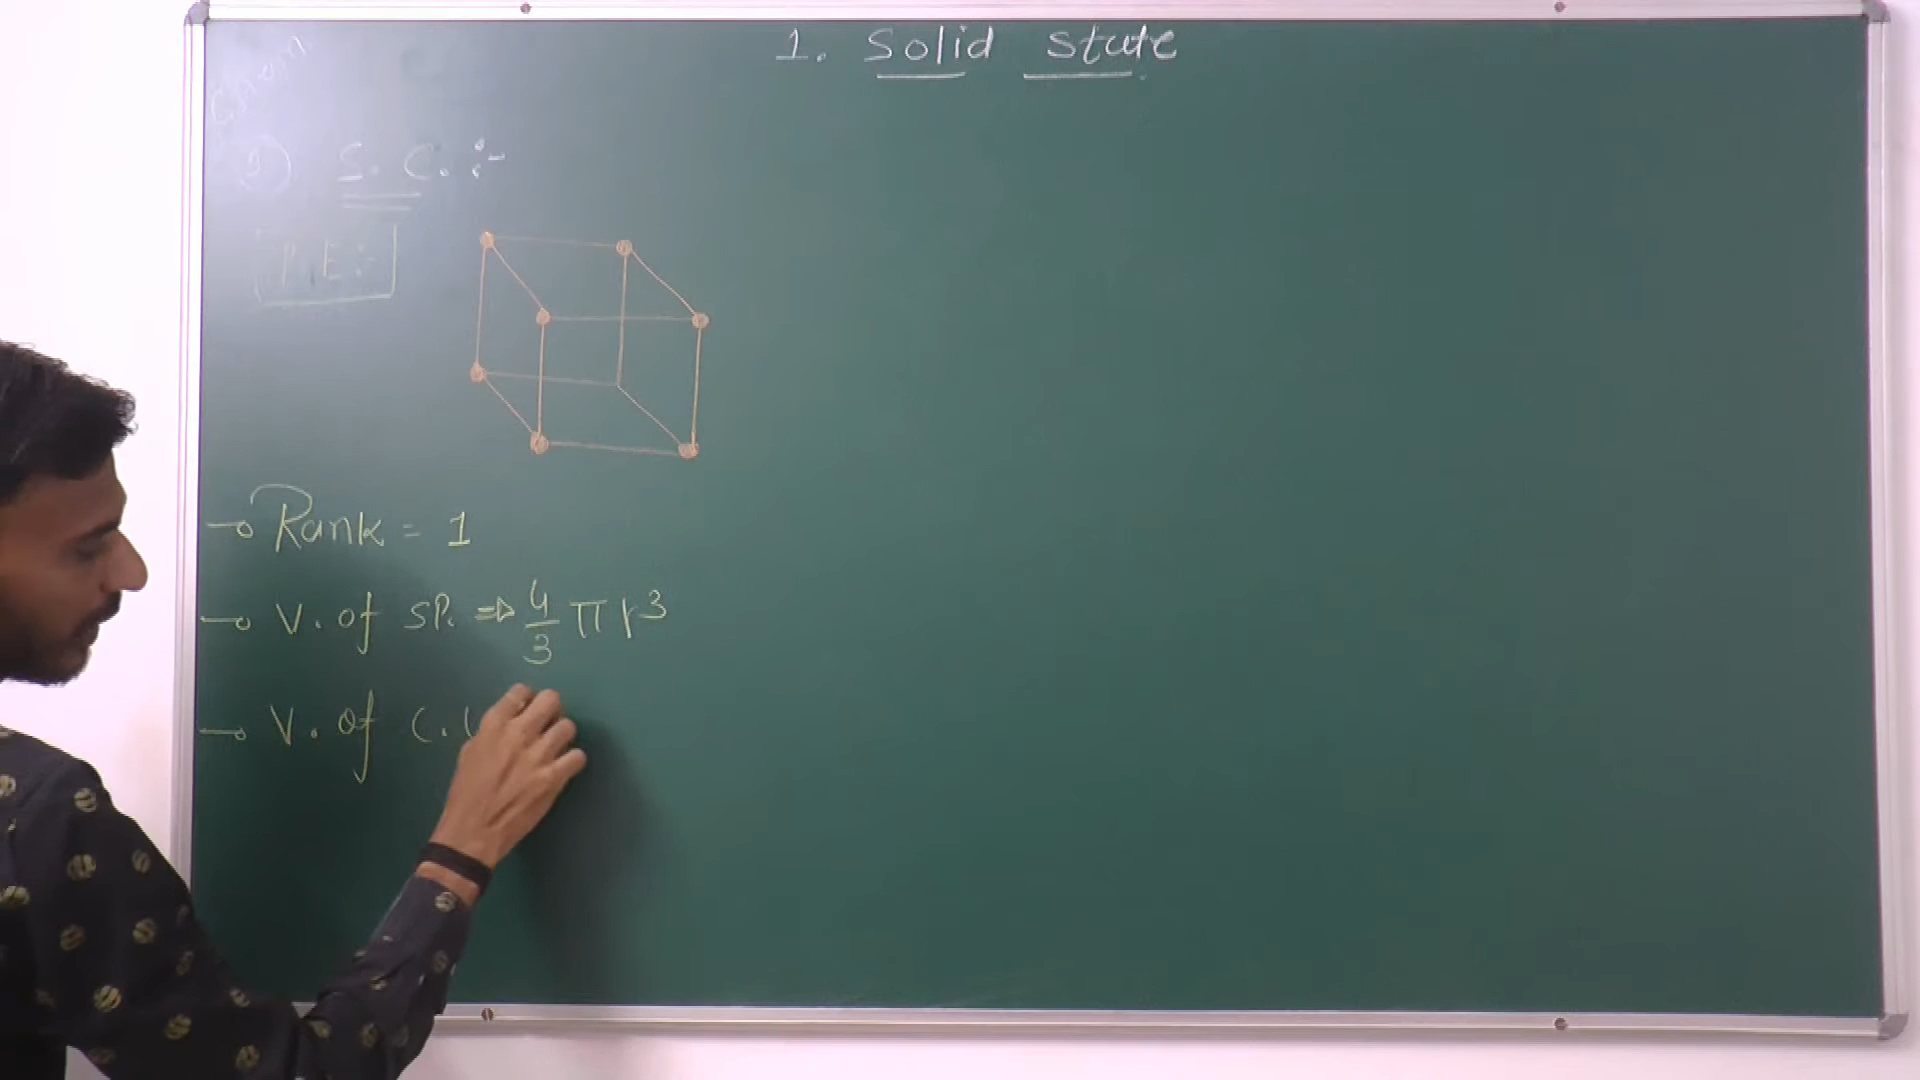 1. Solid state
S. C. :-
P.E :-
Rank = 1
V. of SP. ⇒ 4/3 π r³
V. of C.